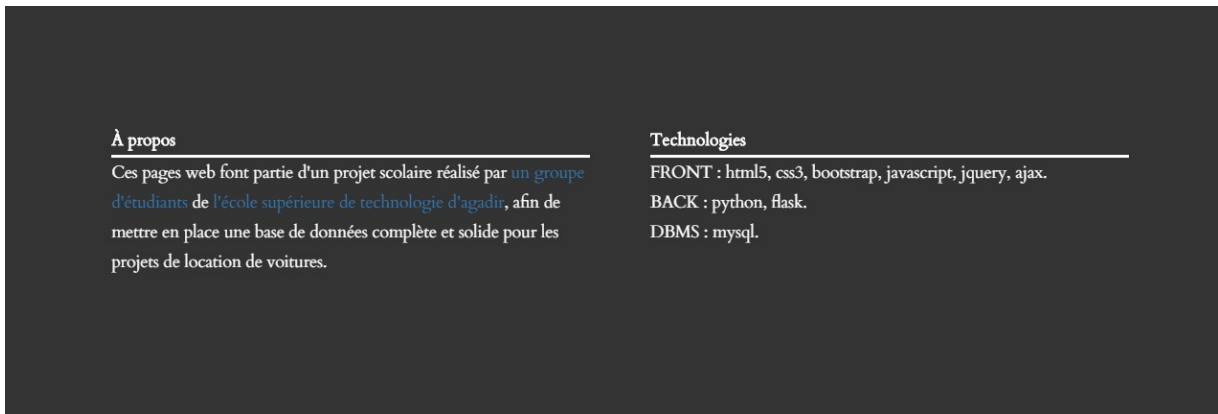 À propos
Ces pages web font partie d'un projet scolaire réalisé par un groupe
d'étudiants de l'école supérieure de technologie d'agadir, afin de
mettre en place une base de données complète et solide pour les
projets de location de voitures.
Technologies
FRONT : html5, css3, bootstrap, javascript, jquery, ajax.
BACK : python, flask.
DBMS : mysql.